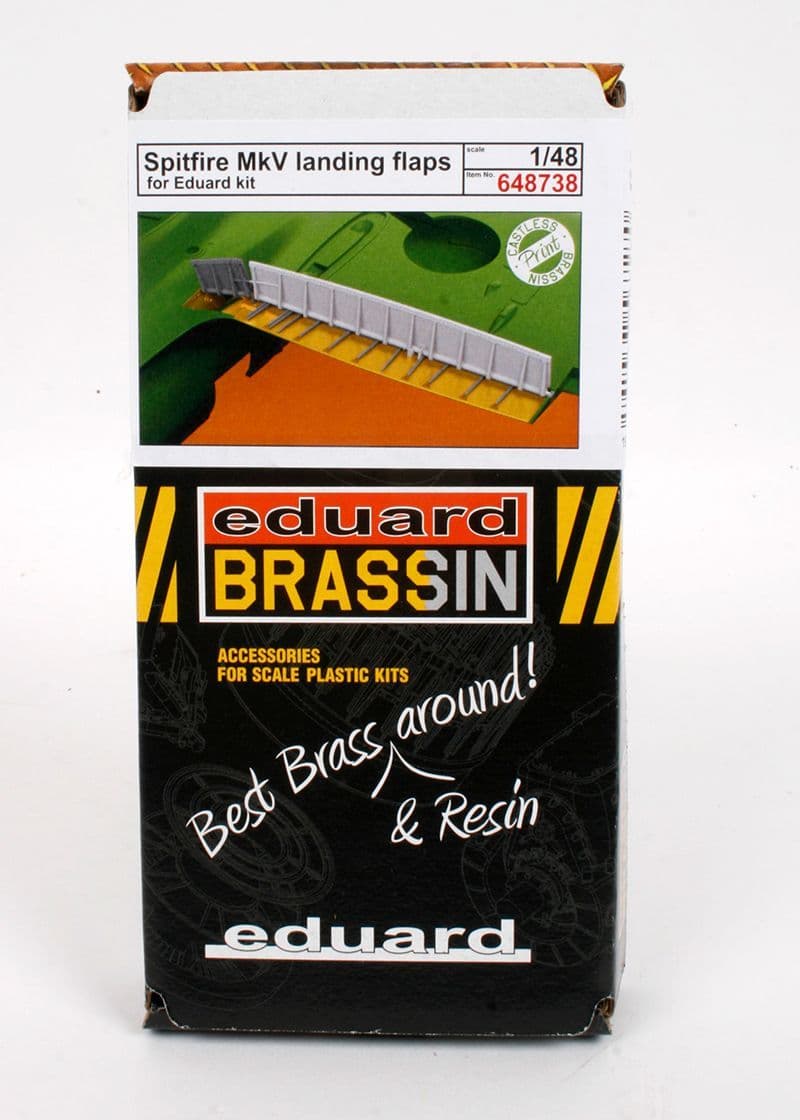 Spitfire MkV landing flaps
for Eduard kit
scale
1/48
Item No.
648738
CASTLESS
Print
BRASSIN
eduard
BRASSIN
ACCESSORIES
FOR SCALE PLASTIC KITS
Best Brass around!
& Resin
eduard